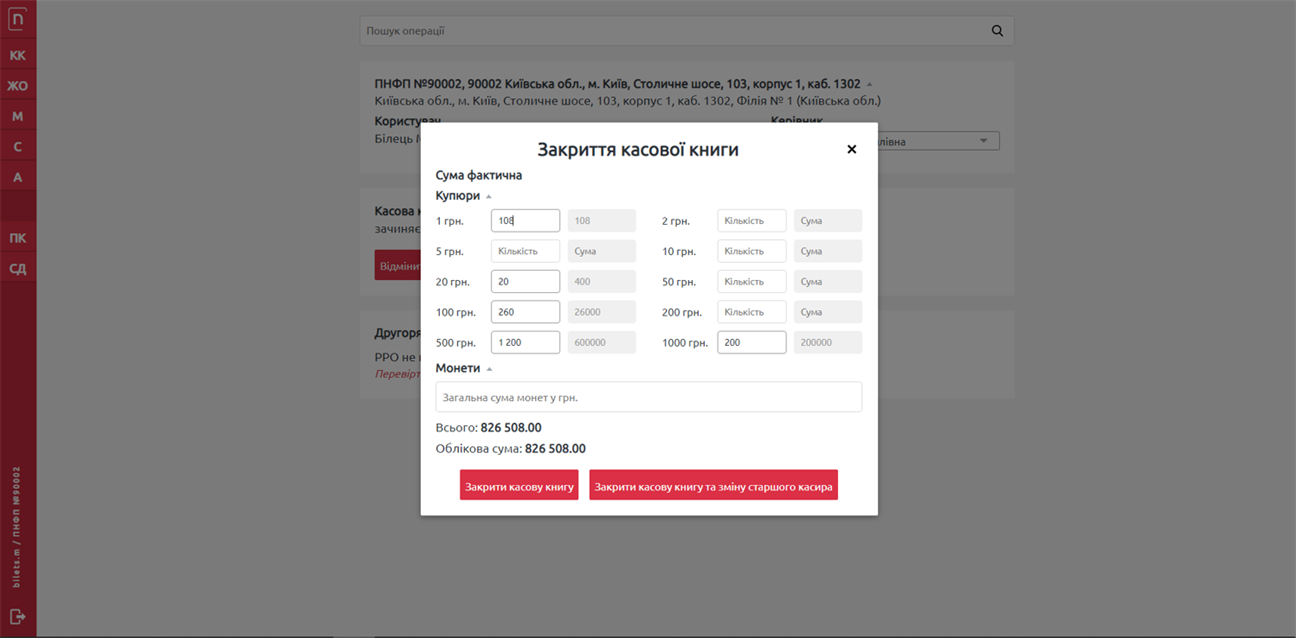 n
КК
ЖО
М
С
А
ПК
СД
bilets.m / ПНФП №90002
Пошук операції
ПНФП №90002, 90002 Київська обл., м. Київ, Столичне шосе, 103, корпус 1, каб. 1302
Київська обл., м. Київ, Столичне шосе, 103, корпус 1, каб. 1302, Філія № 1 (Київська обл.)
Користувач Керівник
Білець
Касова
зачиняє
Відмінит
Другоря
РРО не
Перевірт
Закриття касової книги
Сума фактична
Купюри
1 грн. 108 108 2 грн. Кількість Сума
5 грн. Кількість Сума 10 грн. Кількість Сума
20 грн. 20 400 50 грн. Кількість Сума
100 грн. 260 26000 200 грн. Кількість Сума
500 грн. 1 200 600000 1000 грн. 200 200000
Монети
Загальна сума монет у грн.
Всього: 826 508.00
Облікова сума: 826 508.00
Закрити касову книгу Закрити касову книгу та зміну старшого касира